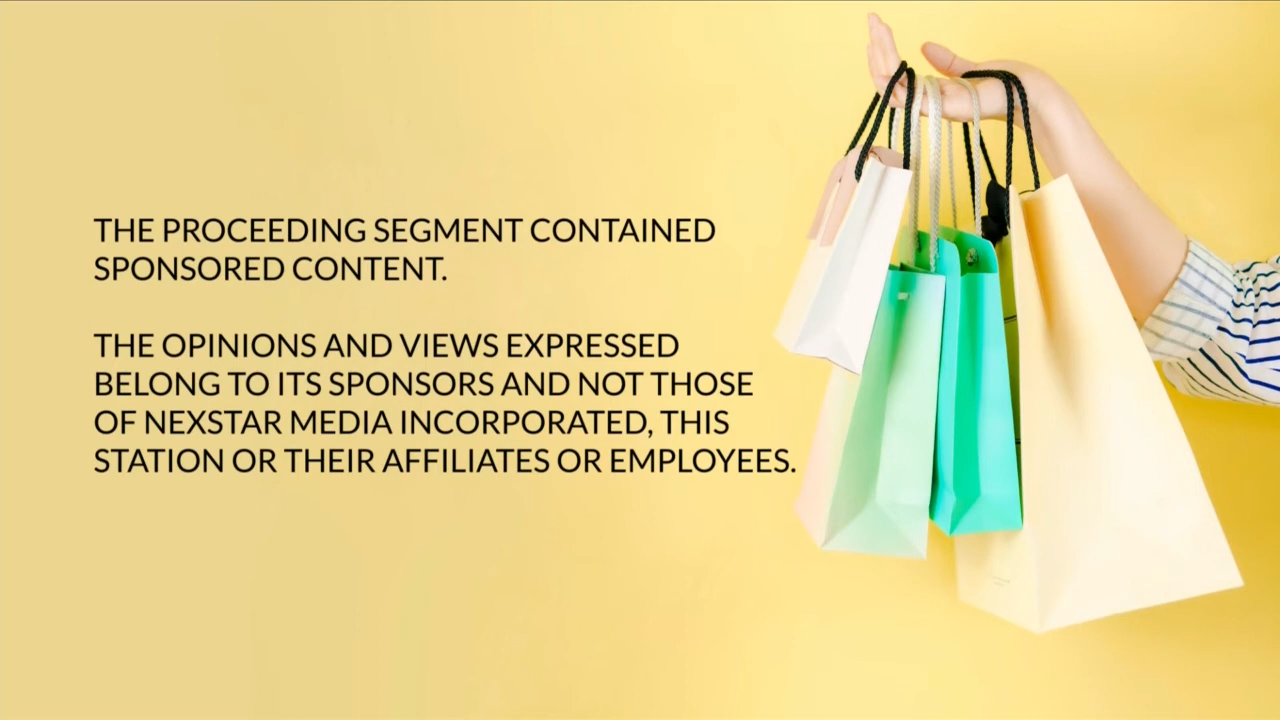 THE PROCEEDING SEGMENT CONTAINED
SPONSORED CONTENT.
THE OPINIONS AND VIEWS EXPRESSED
BELONG TO ITS SPONSORS AND NOT THOSE
OF NEXSTAR MEDIA INCORPORATED, THIS
STATION OR THEIR AFFILIATES OR EMPLOYEES.